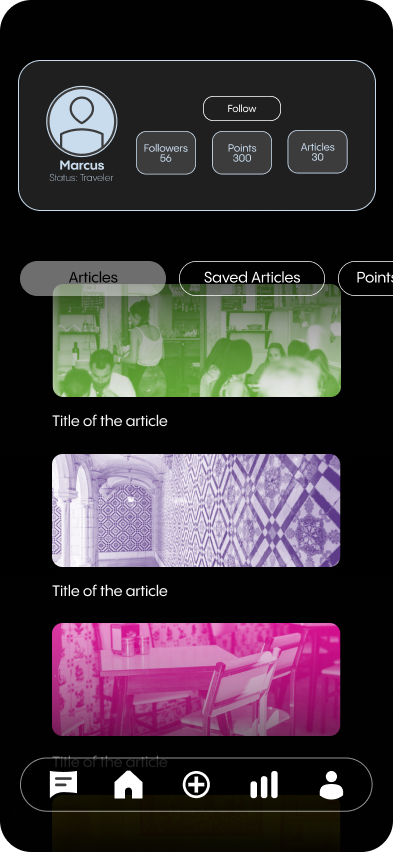 Follow
Followers
56
Points
300
Articles
30
Marcus
Status: Traveler
Articles
Saved Articles
Points
Title of the article
Title of the article
Title of the article